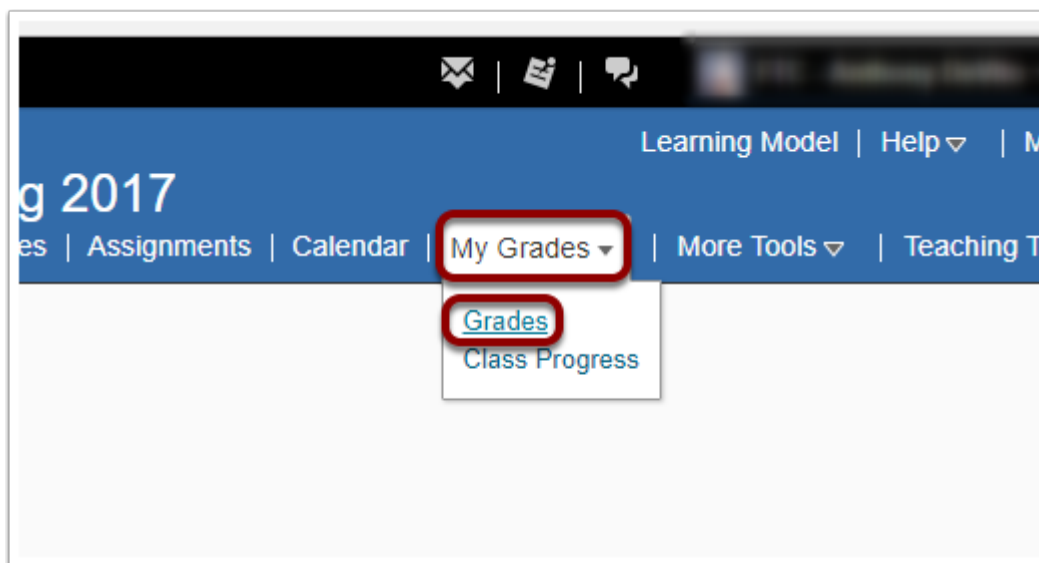 Learning Model | Help | M
g 2017
es | Assignments | Calendar | My Grades | More Tools | Teaching T
Grades
Class Progress